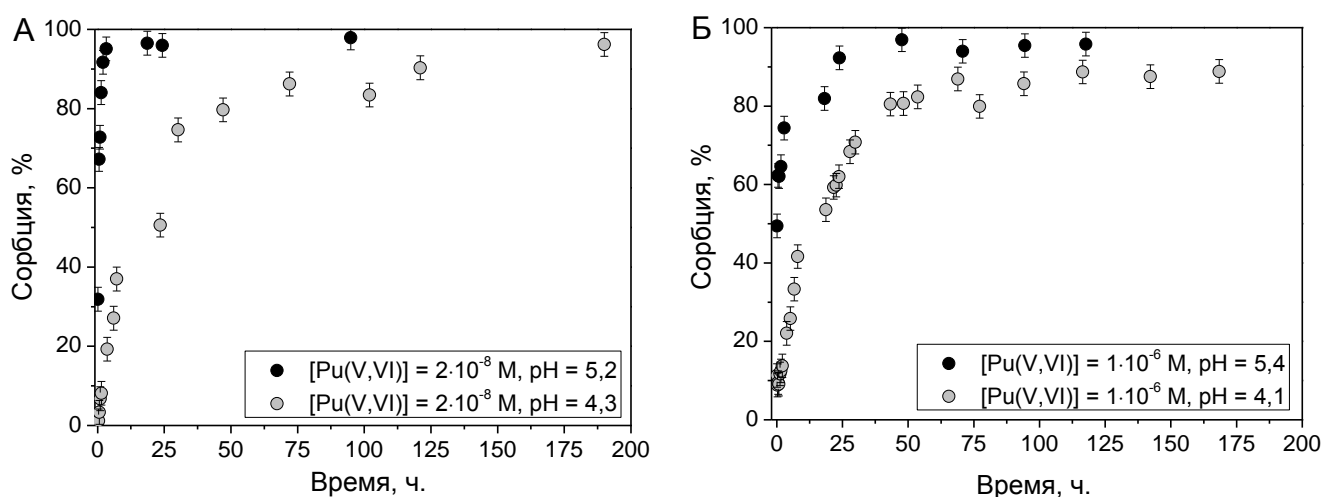 А
100
80
60
40
20
0
Сорбция, %
0 25 50 75 100 125 150 175 200
Время, ч.
[Pu(V,VI)] = 2·10⁻⁸ М, pH = 5,2
[Pu(V,VI)] = 2·10⁻⁸ М, pH = 4,3
Б
100
80
60
40
20
0
Сорбция, %
0 25 50 75 100 125 150 175 200
Время, ч.
[Pu(V,VI)] = 1·10⁻⁶ М, pH = 5,4
[Pu(V,VI)] = 1·10⁻⁶ М, pH = 4,1